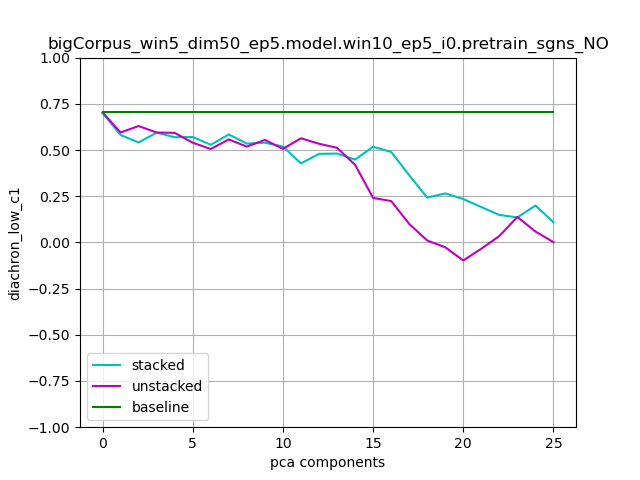 bigCorpus_win5_dim50_ep5.model.win10_ep5_i0.pretrain_sgns_NO
1.00
0.75
0.50
0.25
0.00
−0.25
−0.50
−0.75
−1.00
diachron_low_c1
stacked
unstacked
baseline
0 5 10 15 20 25
pca components